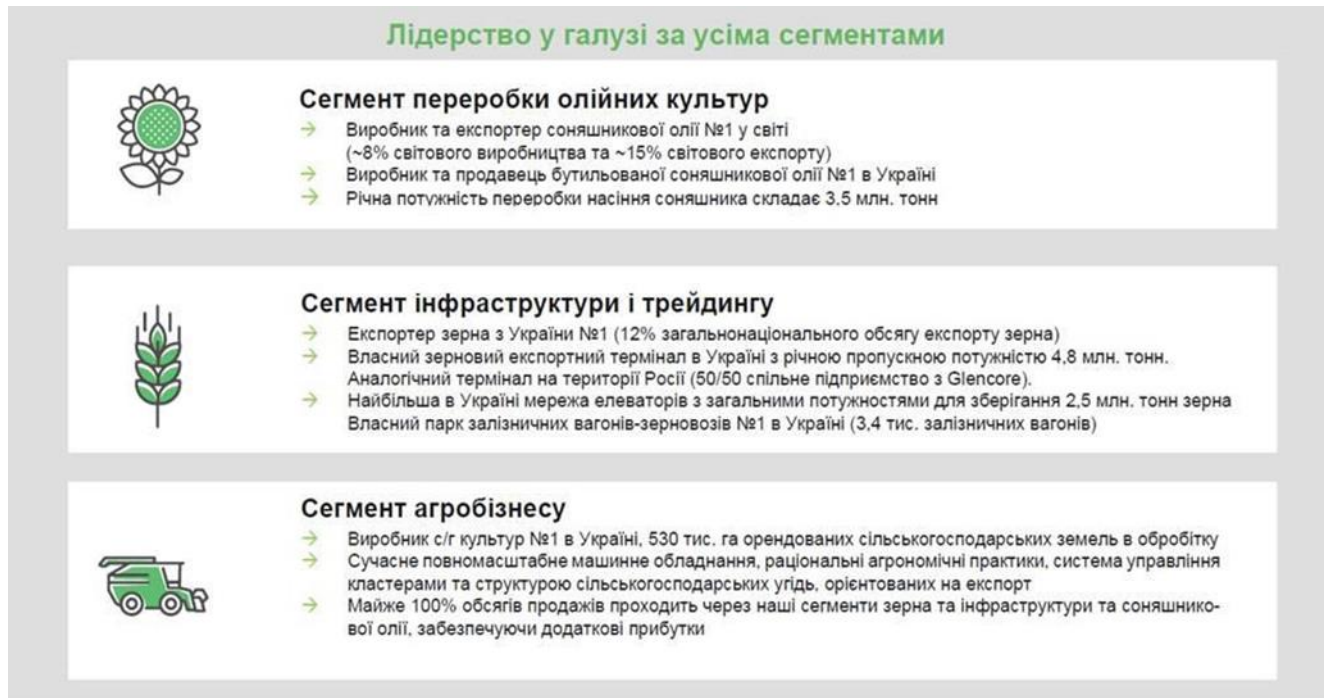 Лідерство у галузі за усіма сегментами
Сегмент переробки олійних культур
→ Виробник та експортер соняшникової олії №1 у світі
(~8% світового виробництва та ~15% світового експорту)
→ Виробник та продавець бутильованої соняшникової олії №1 в Україні
→ Річна потужність переробки насіння соняшника складає 3,5 млн. тонн
Сегмент інфраструктури і трейдингу
→ Експортер зерна з України №1 (12% загальнонаціонального обсягу експорту зерна)
→ Власний зерновий експортний термінал в Україні з річною пропускною потужністю 4,8 млн. тонн.
Аналогічний термінал на території Росії (50/50 спільне підприємство з Glencore).
→ Найбільша в Україні мережа елеваторів з загальними потужностями для зберігання 2,5 млн. тонн зерна
Власний парк залізничних вагонів-зерновозів №1 в Україні (3,4 тис. залізничних вагонів)
Сегмент агробізнесу
→ Виробник с/г культур №1 в Україні, 530 тис. га орендованих сільськогосподарських земель в обробітку
→ Сучасне повномасштабне машинне обладнання, раціональні агрономічні практики, система управління
кластерами та структурою сільськогосподарських угідь, орієнтованих на експорт
→ Майже 100% обсягів продажів проходить через наші сегменти зерна та інфраструктури та соняшнико-
вої олії, забезпечуючи додаткові прибутки